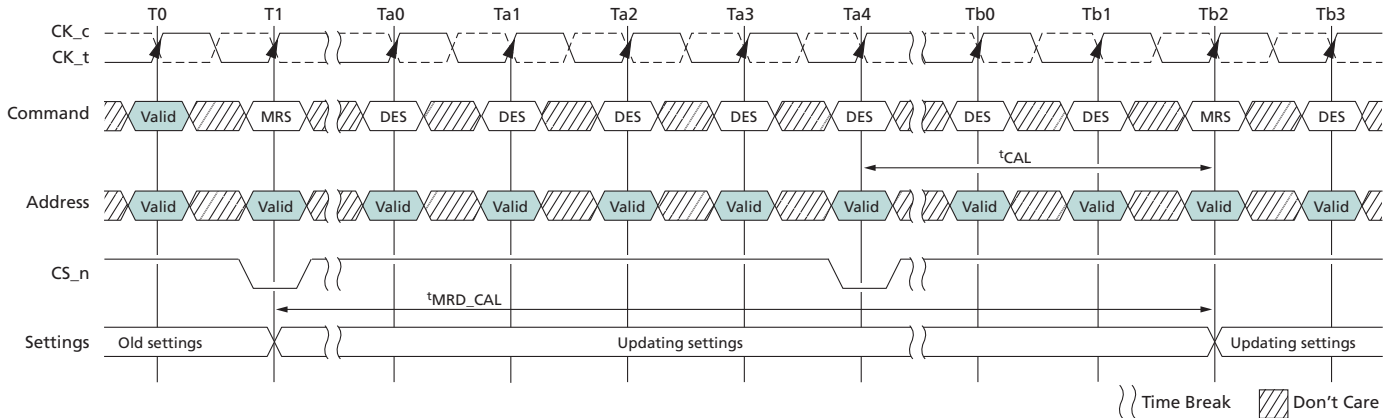 T0 T1 Ta0 Ta1 Ta2 Ta3 Ta4 Tb0 Tb1 Tb2 Tb3
CK_c
CK_t
Command Valid MRS DES DES DES DES DES DES DES MRS DES
tCAL
Address Valid Valid Valid Valid Valid Valid Valid Valid Valid Valid Valid
CS_n
tMRD_CAL
Settings Old settings Updating settings Updating settings
Time Break Don't Care